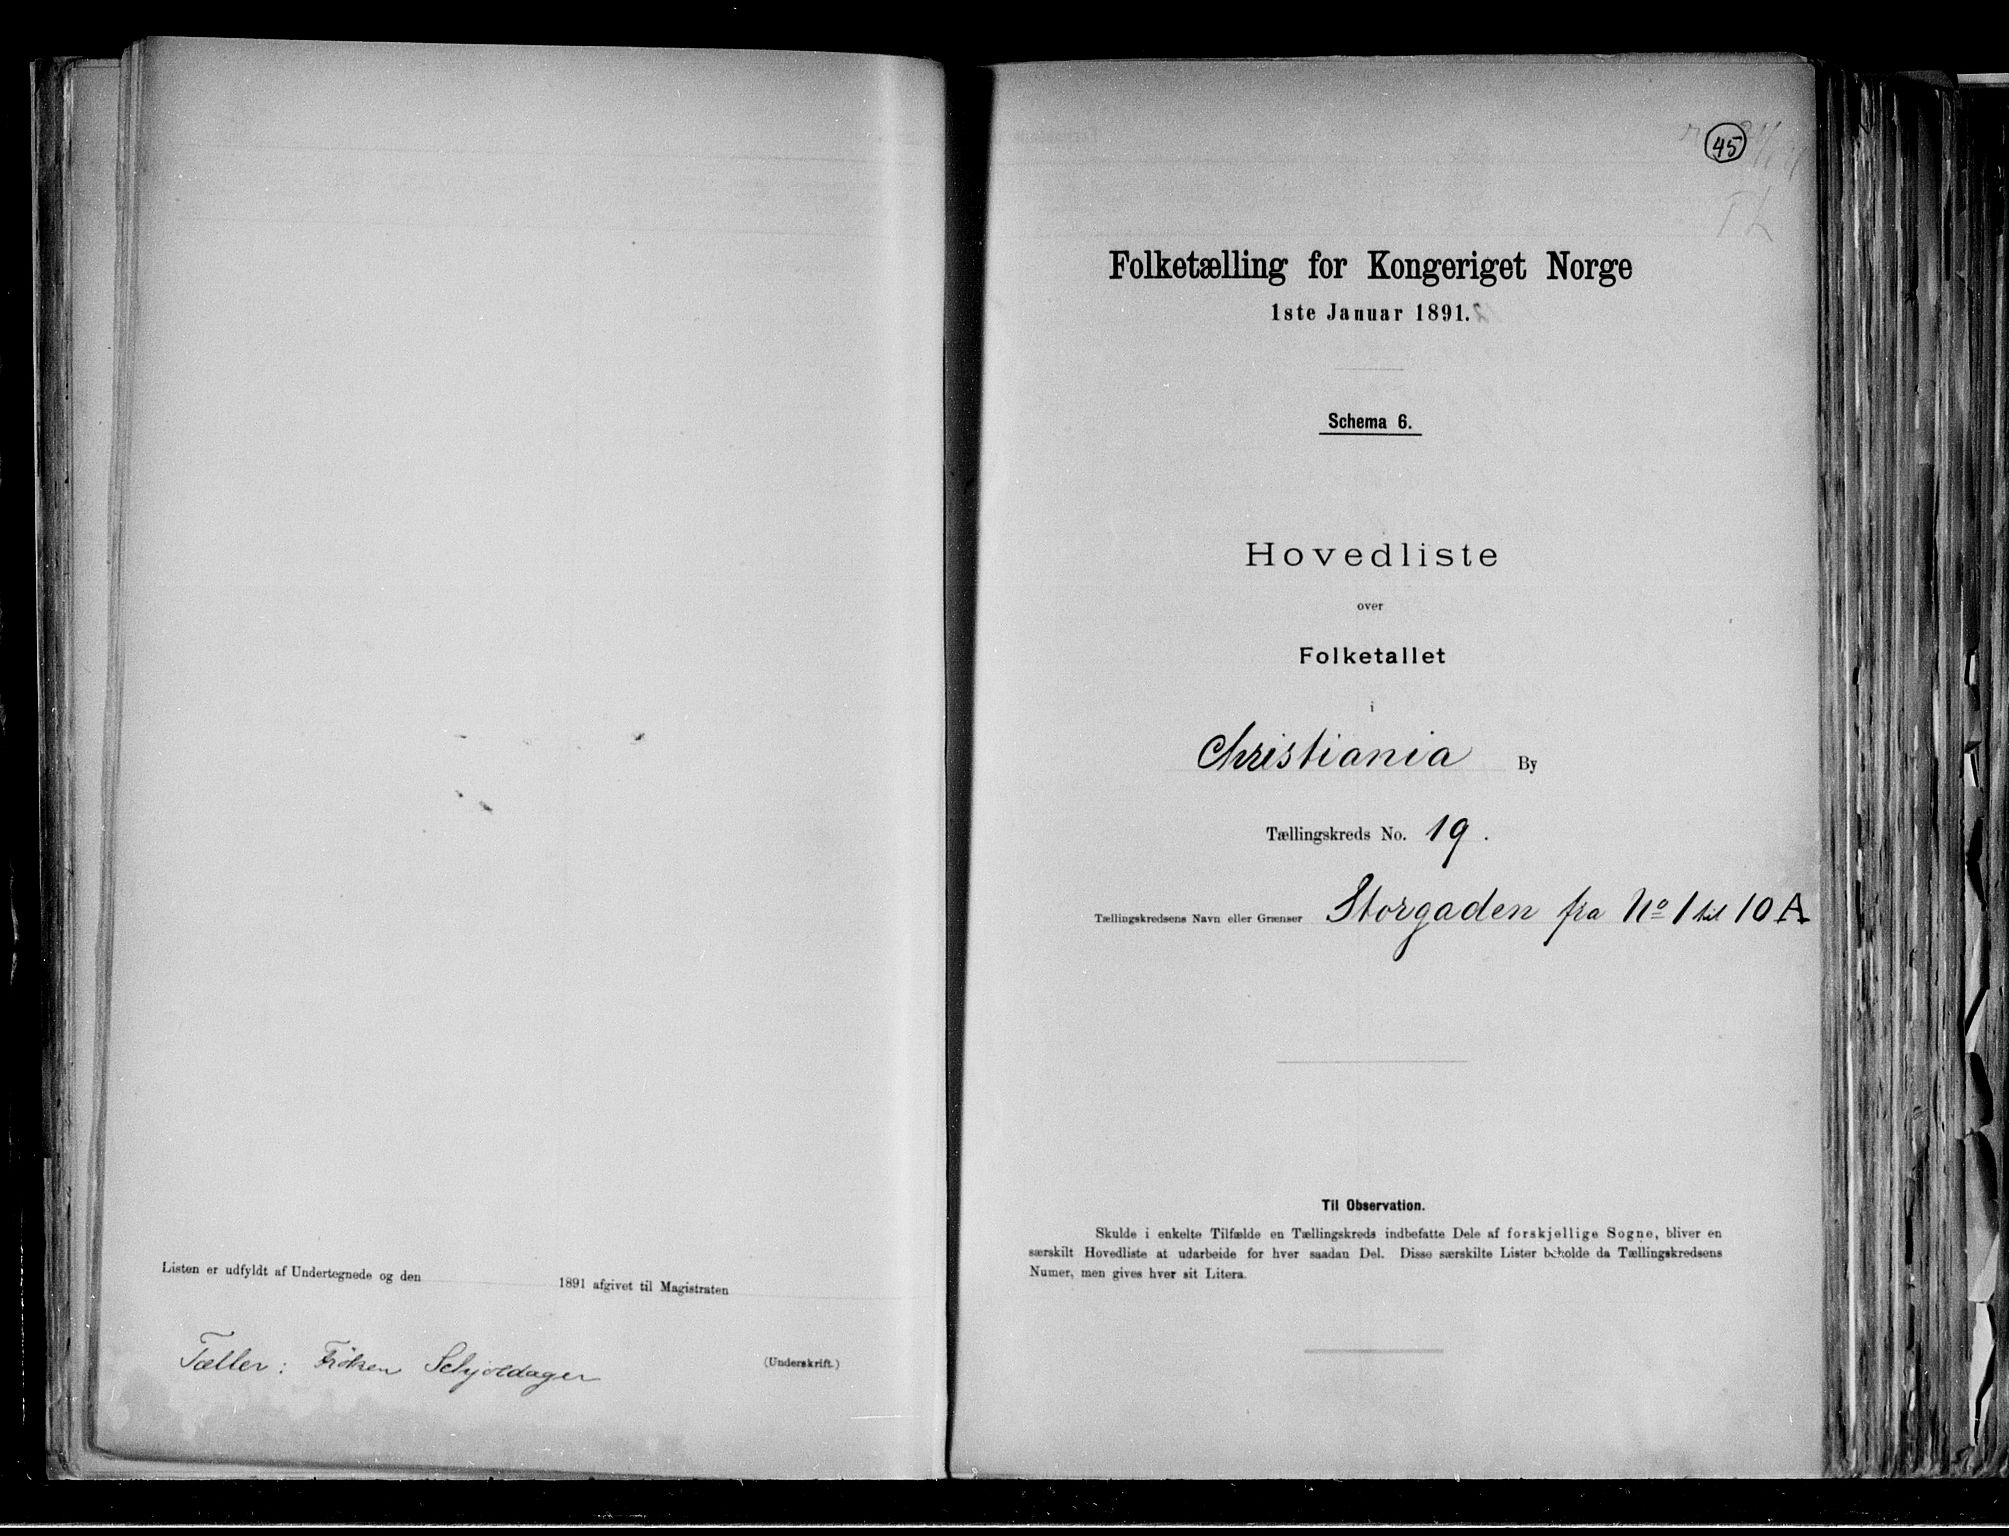 Listen er udfyldt af Undertegnede og den 1891 afgivet til Magistraten
Tæller: Frøken Schjoldager
(Underskrift.)
45
Folketælling for Kongeriget Norge
1ste Januar 1891.
Schema 6.
Hovedliste
over
Folketallet
i
Christiania By
Tællingskreds No. 19.
Tællingskredsens Navn eller Grænser Storgaden fra No 1 til 10 A
Til Observation.
Skulde i enkelte Tilfælde en Tællingskreds indbefatte Dele af forskjellige Sogne, bliver en
særskilt Hovedliste at udarbeide for hver saadan Del. Disse særskilte Lister beholde da Tællingskredsens
Numer, men gives hver sit Litera.